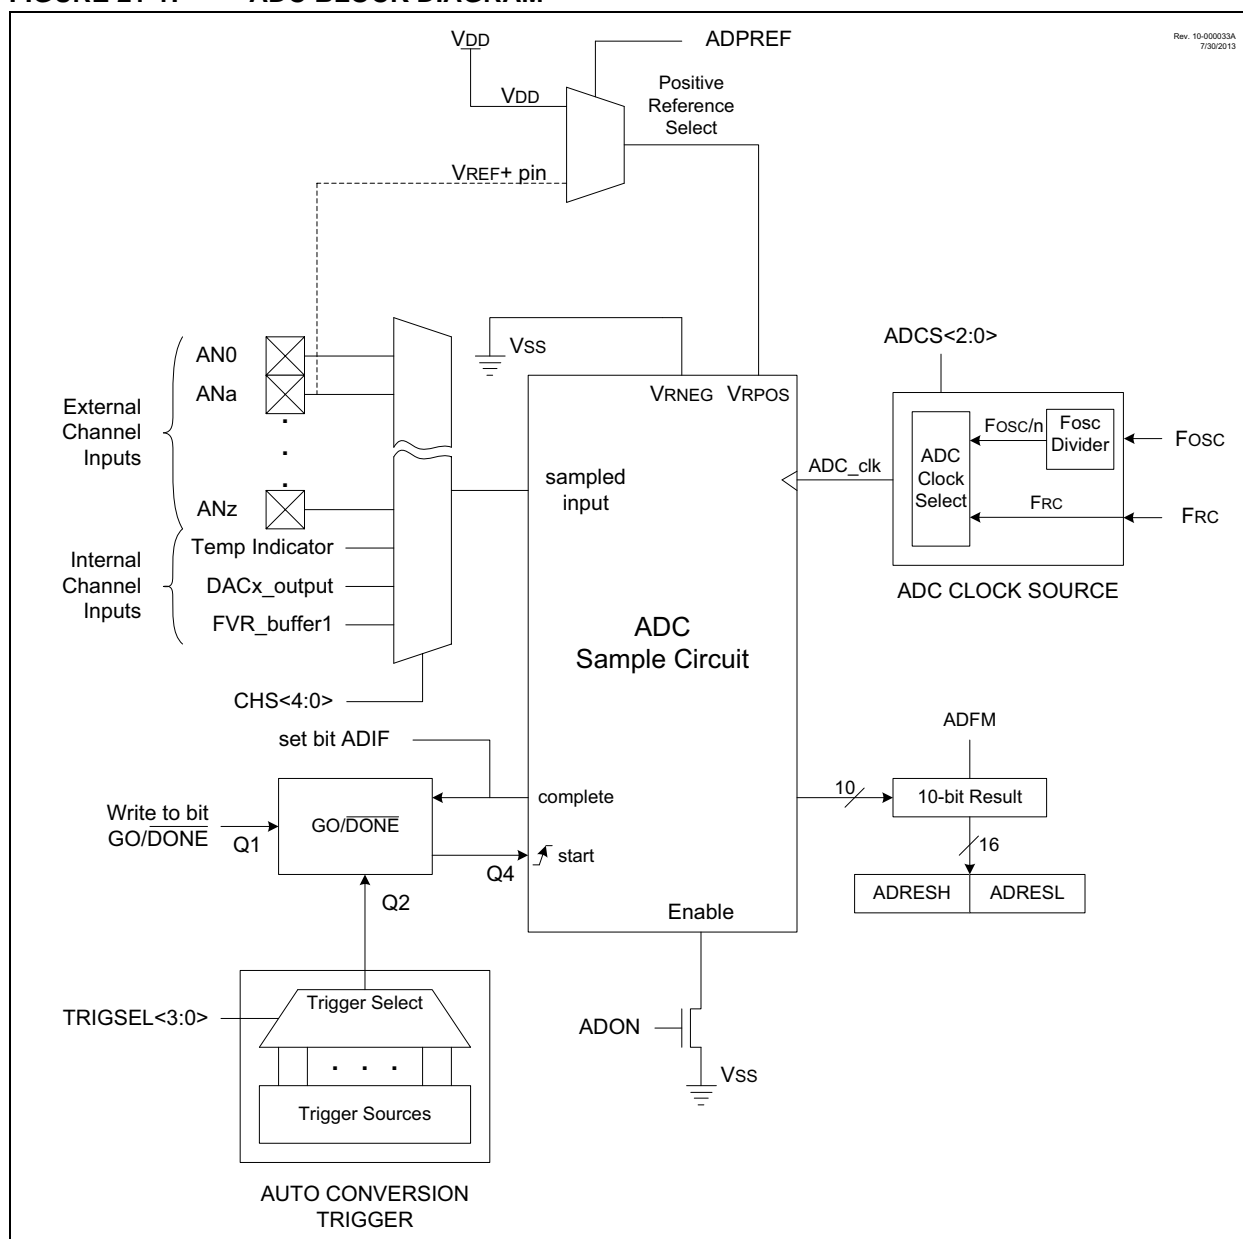 FIGURE 21-1: ADC BLOCK DIAGRAM
Rev. 10-000033A
7/30/2013
VDD
ADPREF
VDD
Positive
Reference
Select
VREF+ pin
External
Channel
Inputs
AN0
ANa
.
.
.
ANz
Internal
Channel
Inputs
Temp Indicator
DACx_output
FVR_buffer1
CHS<4:0>
VSS
VRNEG
VRPOS
sampled
input
ADC_clk
ADC
Sample Circuit
ADCS<2:0>
ADC
Clock
Select
FOSC/n
Fosc
Divider
FOSC
FRC
FRC
ADC CLOCK SOURCE
set bit ADIF
Write to bit
GO/DONE
Q1
GO/DONE
complete
start
Q4
Q2
Enable
ADFM
10
10-bit Result
16
ADRESH
ADRESL
TRIGSEL<3:0>
Trigger Select
. . .
Trigger Sources
AUTO CONVERSION
TRIGGER
ADON
VSS